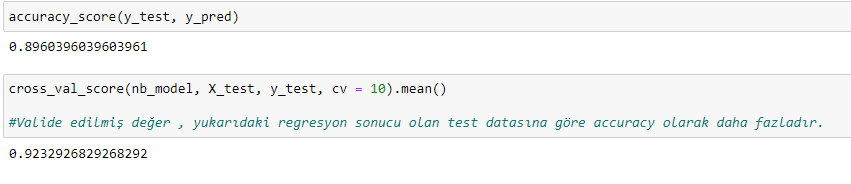 accuracy_score(y_test, y_pred)
0.8960396039603961
cross_val_score(nb_model, X_test, y_test, cv = 10).mean()
#Valide edilmiş değer , yukarıdaki regresyon sonucu olan test datasına göre accuracy olarak daha fazladır.
0.9232926829268292